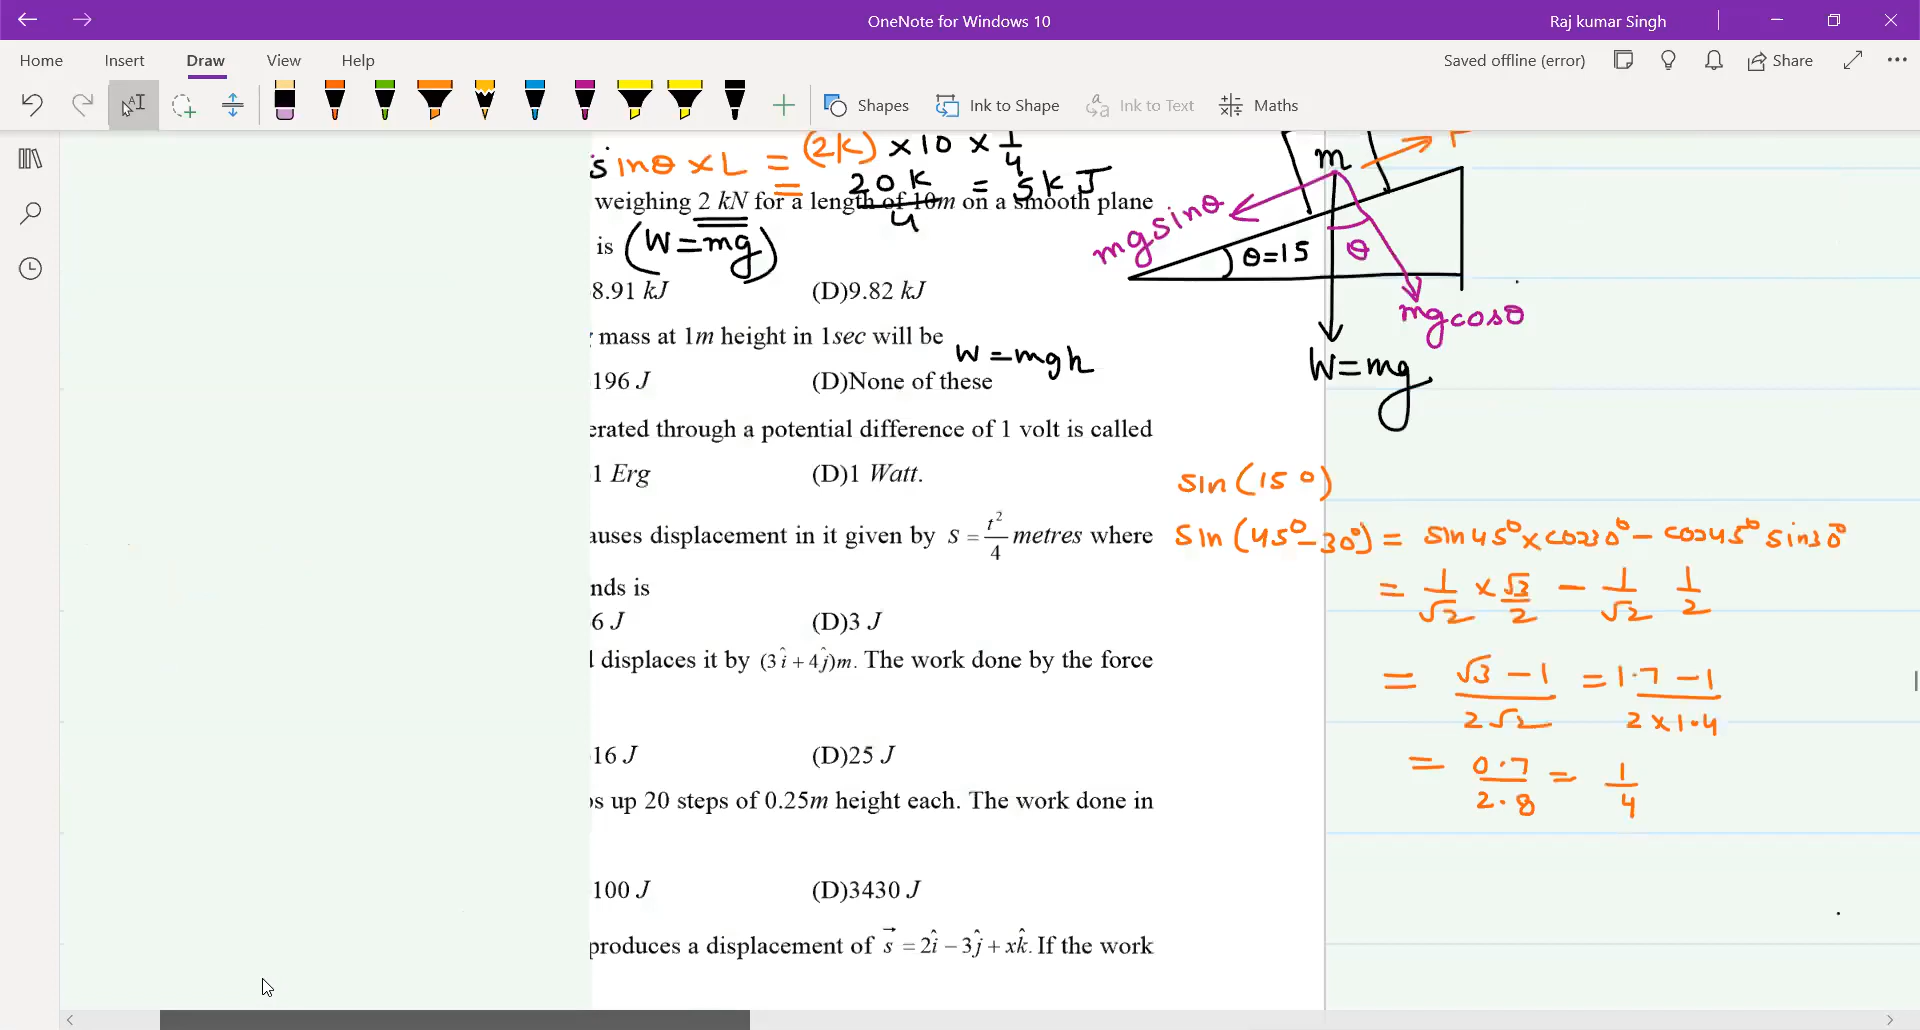 OneNote for Windows 10
Raj kumar Singh
Home Insert Draw View Help
Saved offline (error) Share
Shapes Ink to Shape Ink to Text Maths
sinθ × L = (2k) × 10 × 1/4
= 20k/4 = 5k J
weighing 2 kN for a length of 10m on a smooth plane
is (W = mg)
8.91 kJ (D)9.82 kJ
mass at 1m height in 1sec will be
W = mgh
196 J (D)None of these
erated through a potential difference of 1 volt is called
1 Erg (D)1 Watt.
auses displacement in it given by s = t²/4 metres where
nds is
6 J (D)3 J
displaces it by (3î + 4ĵ)m. The work done by the force
16 J (D)25 J
s up 20 steps of 0.25m height each. The work done in
100 J (D)3430 J
produces a displacement of s⃗ = 2î − 3ĵ + xk̂. If the work
m
mg sinθ
θ=15
θ
mg cosθ
W = mg
sin(15°)
sin(45°−30°) = sin45° × cos30° − cos45° sin30°
= 1/√2 × √3/2 − 1/√2 1/2
= √3 − 1/2√2 = 1.7 − 1/2 × 1.4
= 0.7/2.8 = 1/4